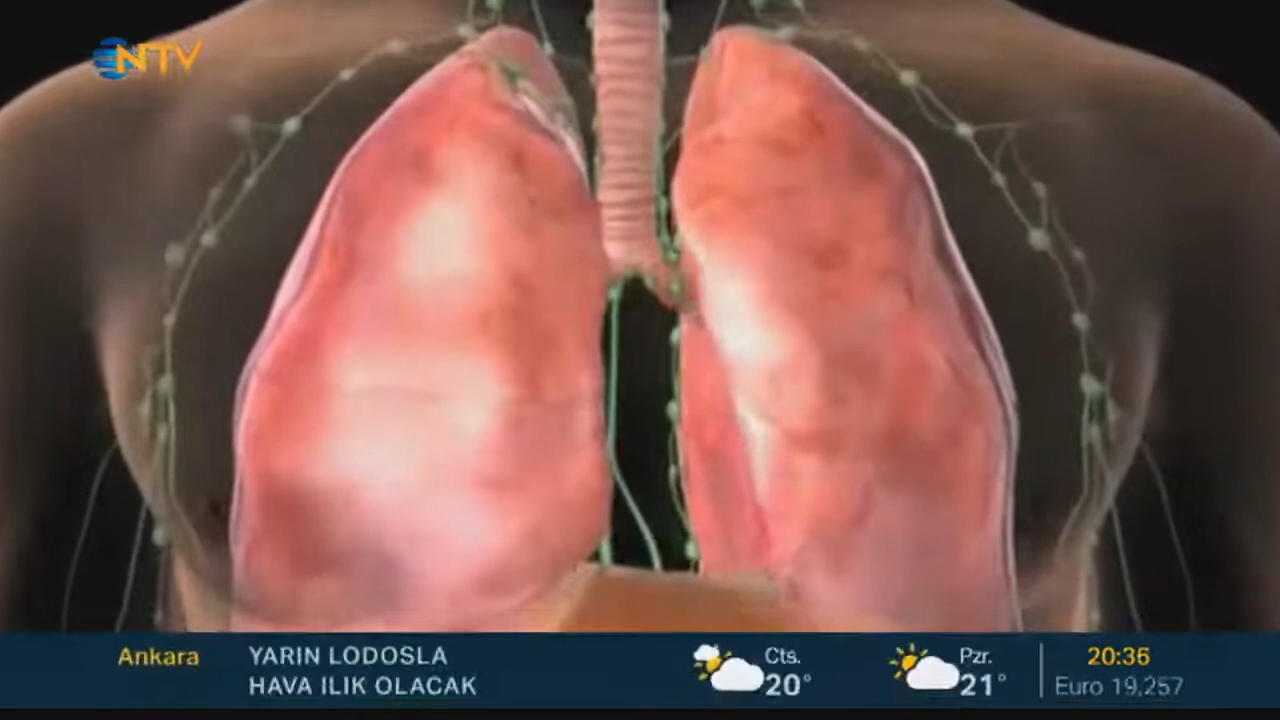 NTV
Ankara
YARIN LODOSLA
HAVA ILIK OLACAK
Cts.
20°
Pzr.
21°
20:36
Euro 19,257